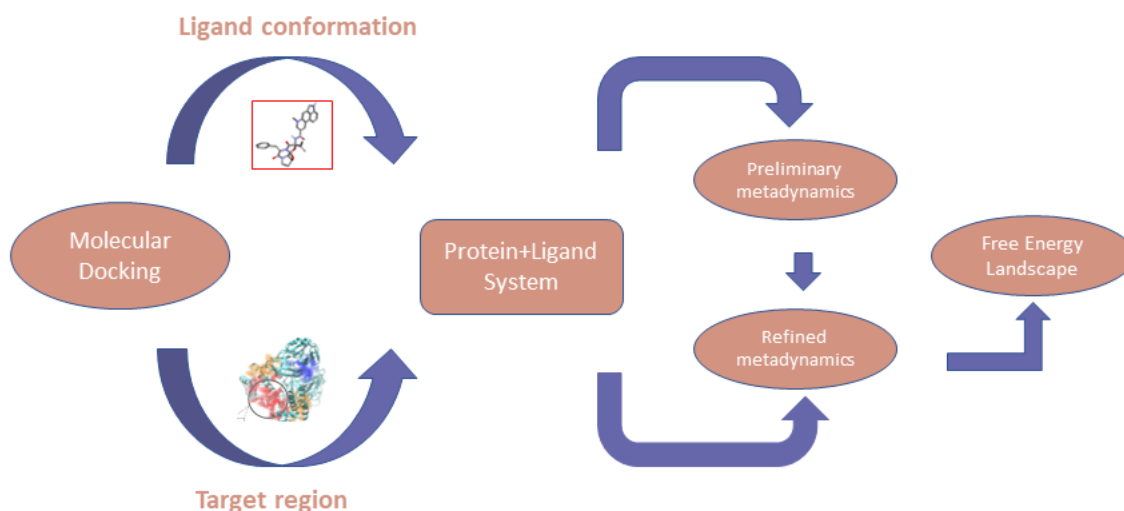 Ligand conformation
Molecular
Docking
Protein+Ligand
System
Preliminary
metadynamics
Refined
metadynamics
Free Energy
Landscape
Target region